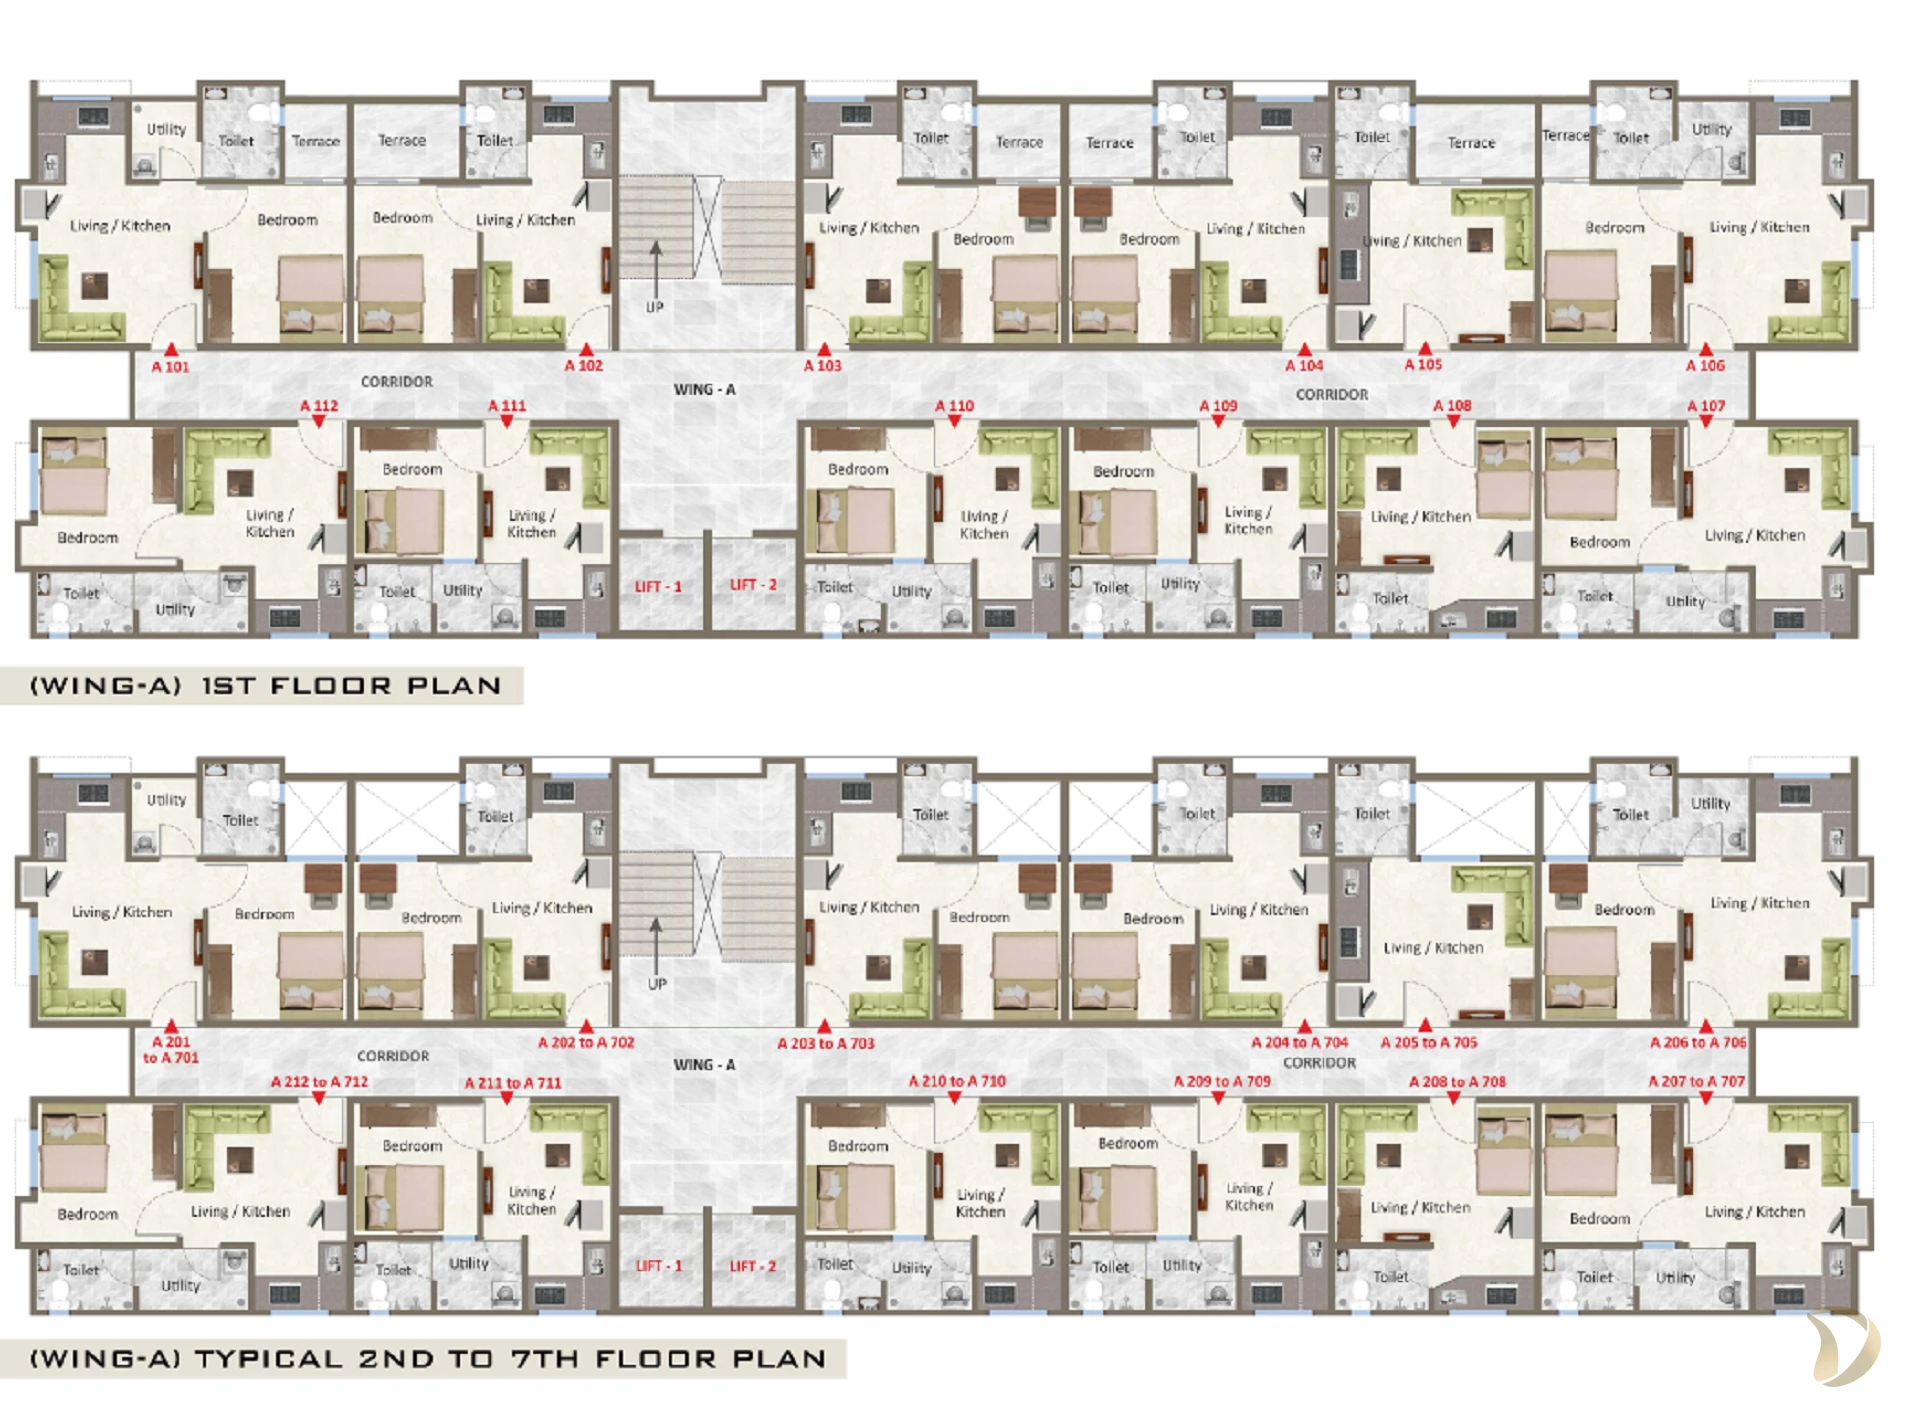 Utility
Toilet
Terrace
Terrace
Toilet
Toilet
Terrace
Terrace
Toilet
Toilet
Terrace
Terrace
Toilet
Utility
Living / Kitchen
Bedroom
Bedroom
Living / Kitchen
Living / Kitchen
Bedroom
Bedroom
Living / Kitchen
Living / Kitchen
Bedroom
Living / Kitchen
UP
A 101
A 102
A 103
A 104
A 105
A 106
CORRIDOR
WING - A
CORRIDOR
A 112
A 111
A 110
A 109
A 108
A 107
Bedroom
Living /
Kitchen
Bedroom
Living /
Kitchen
Bedroom
Living /
Kitchen
Bedroom
Living /
Kitchen
Living / Kitchen
Bedroom
Living / Kitchen
Toilet
Utility
Toilet
Utility
LIFT - 1
LIFT - 2
Toilet
Utility
Toilet
Utility
Toilet
Toilet
Utility
(WING-A) 1ST FLOOR PLAN
Utility
Toilet
Toilet
Toilet
Toilet
Toilet
Toilet
Utility
Living / Kitchen
Bedroom
Bedroom
Living / Kitchen
Living / Kitchen
Bedroom
Bedroom
Living / Kitchen
Living / Kitchen
Bedroom
Living / Kitchen
UP
A 201
to A 701
A 202 to A 702
A 203 to A 703
A 204 to A 704
A 205 to A 705
A 206 to A 706
CORRIDOR
WING - A
CORRIDOR
A 212 to A 712
A 211 to A 711
A 210 to A 710
A 209 to A 709
A 208 to A 708
A 207 to A 707
Bedroom
Living / Kitchen
Bedroom
Living /
Kitchen
Bedroom
Living /
Kitchen
Bedroom
Living /
Kitchen
Living / Kitchen
Bedroom
Living / Kitchen
Toilet
Utility
Toilet
Utility
LIFT - 1
LIFT - 2
Toilet
Utility
Toilet
Utility
Toilet
Toilet
Utility
(WING-A) TYPICAL 2ND TO 7TH FLOOR PLAN